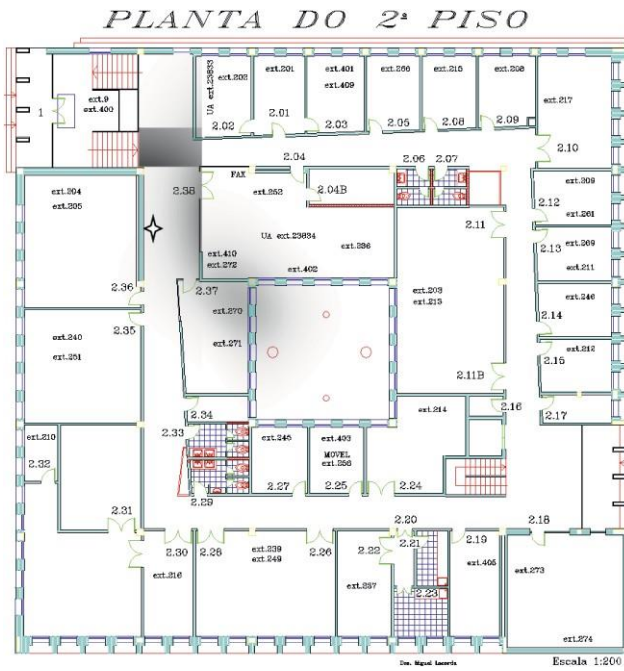 PLANTA DO 2º PISO
1
ext.9
ext.400
UA ext.23833
ext.202
ext.201
ext.401
ext.409
ext.266
ext.215
ext.208
ext.217
2.02
2.01
2.03
2.05
2.08
2.09
2.10
2.04
2.06
2.07
FAX
2.38
ext.252
2.04B
ext.204
ext.205
ext.209
ext.261
2.12
2.11
UA ext.23834
ext.236
ext.269
ext.211
2.13
ext.410
ext.272
ext.402
2.36
2.37
ext.203
ext.213
ext.246
2.14
2.35
ext.270
ext.271
ext.240
ext.251
ext.212
2.15
2.11B
2.16
2.17
2.34
ext.214
2.33
ext.210
2.32
ext.245
ext.403
MOVEL
ext.256
2.29
2.27
2.25
2.24
2.31
2.30
2.28
2.26
2.20
2.22
2.21
2.19
2.18
ext.216
ext.239
ext.249
ext.257
2.23
ext.405
ext.273
ext.274
Des. Miguel Lacerda
Escala 1:200